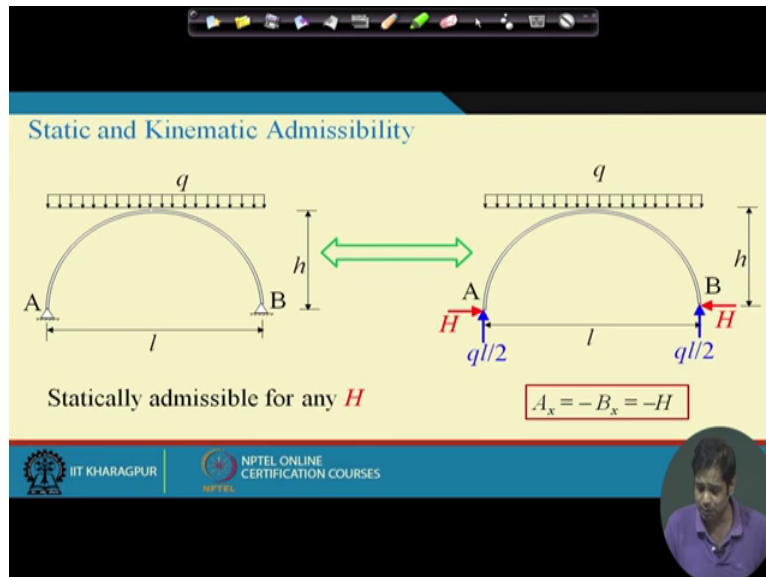 Static and Kinematic Admissibility
q
h
A
B
l
q
h
A
B
H
H
l
ql/2
ql/2
Statically admissible for any H
A_x = – B_x = –H
IIT KHARAGPUR
NPTEL
NPTEL ONLINE
CERTIFICATION COURSES